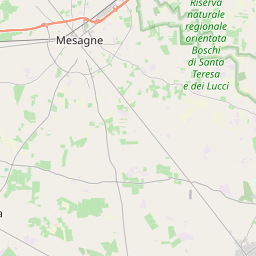 Riserva
naturale
regionale
orientata
Boschi
di Santa
Teresa
e dei Lucci
Mesagne
a